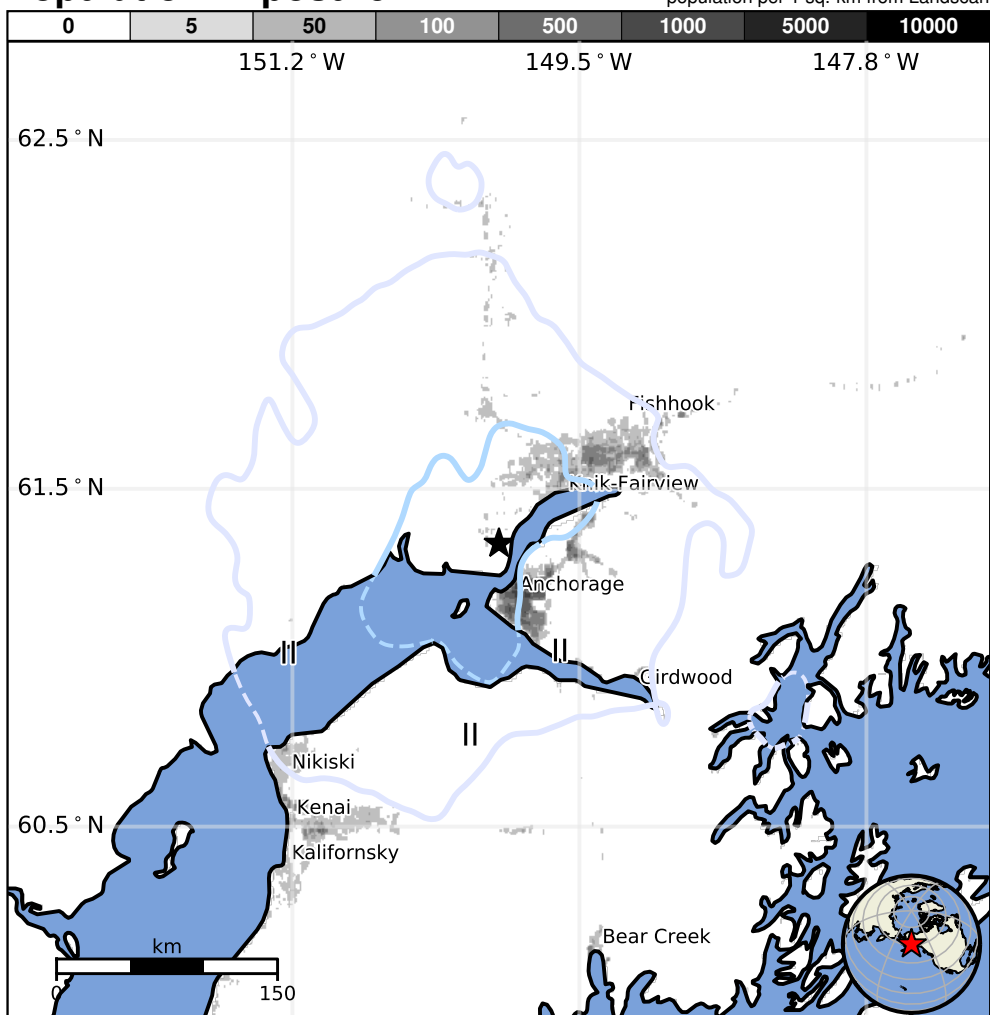 population per 1 sq. km from Landscan
0 5 50 100 500 1000 5000 10000
151.2°W 149.5°W 147.8°W
62.5°N
Fishhook
61.5°N
Knik-Fairview
Anchorage
II II
Girdwood
II
Nikiski
Kenai
60.5°N
Kalifornsky
Bear Creek
km
0 150